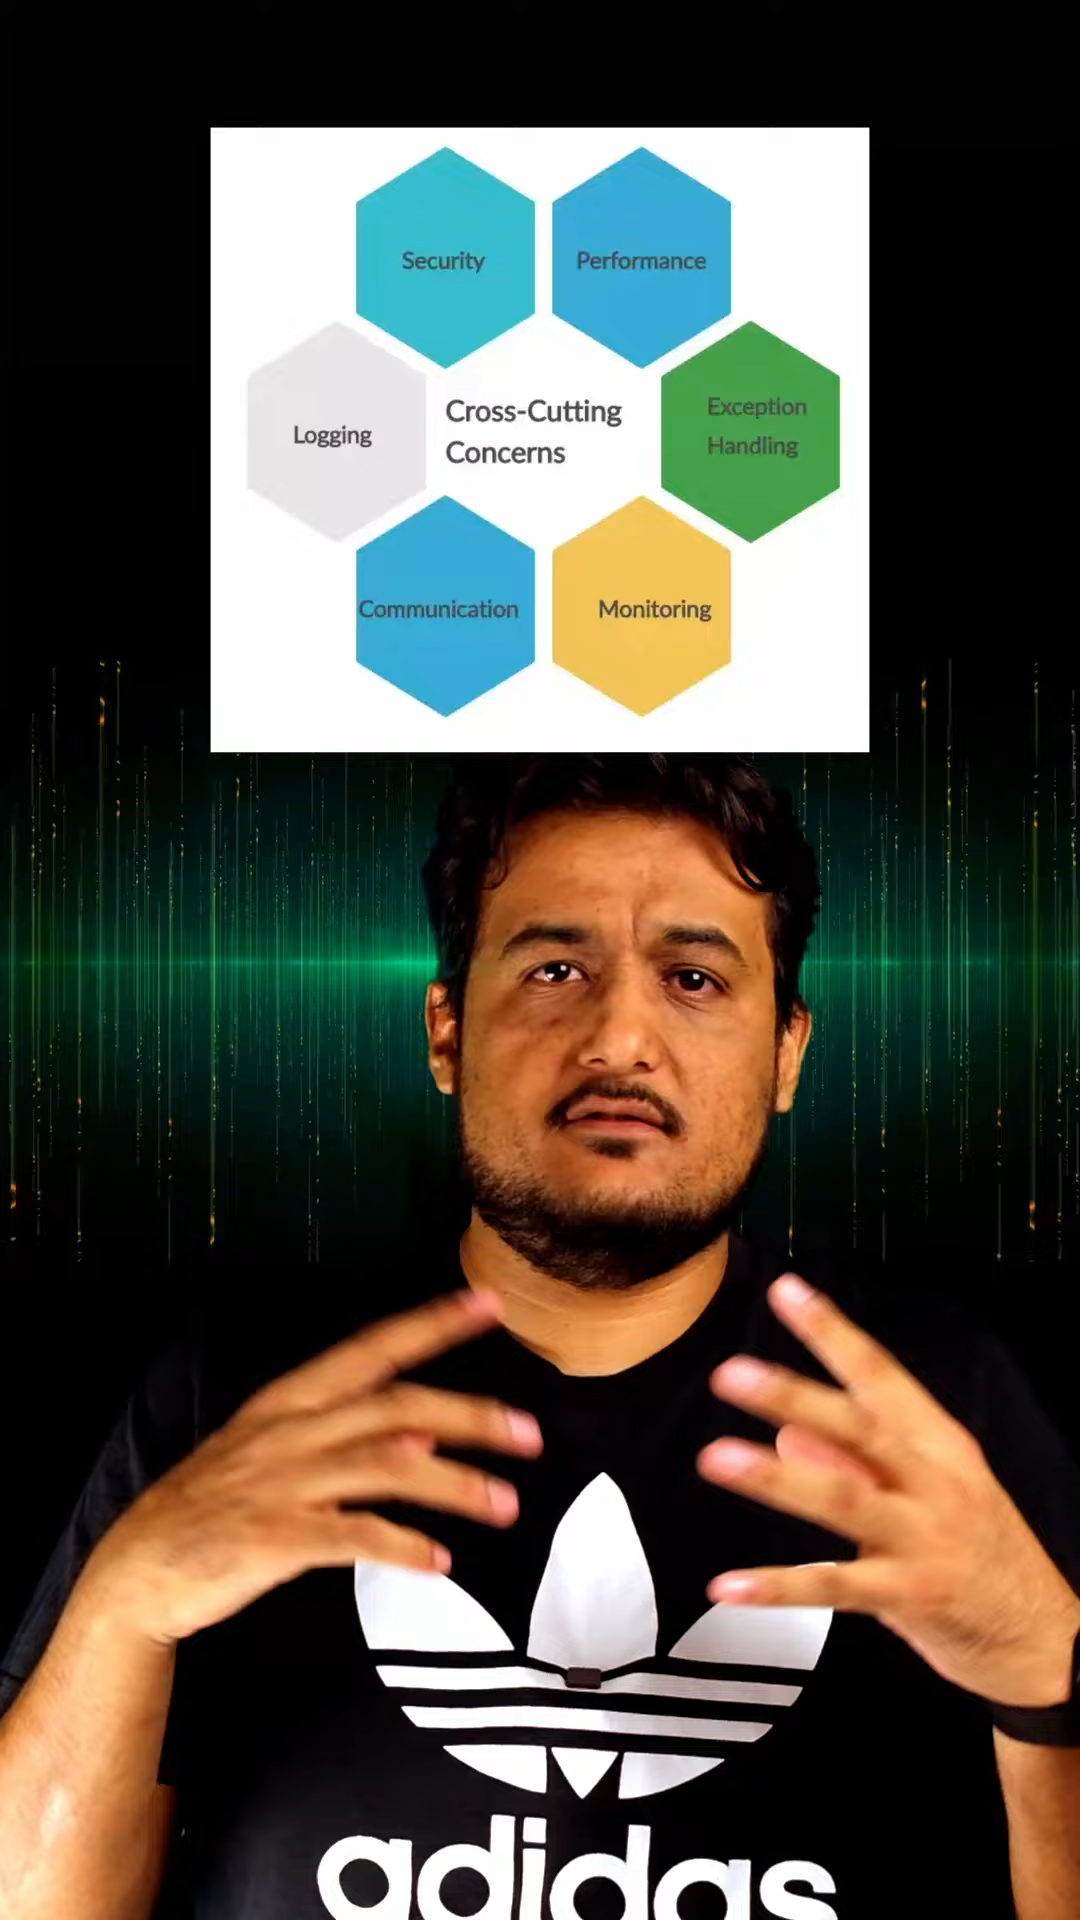 Security
Performance
Logging
Cross-Cutting
Concerns
Exception
Handling
Communication
Monitoring
adidas